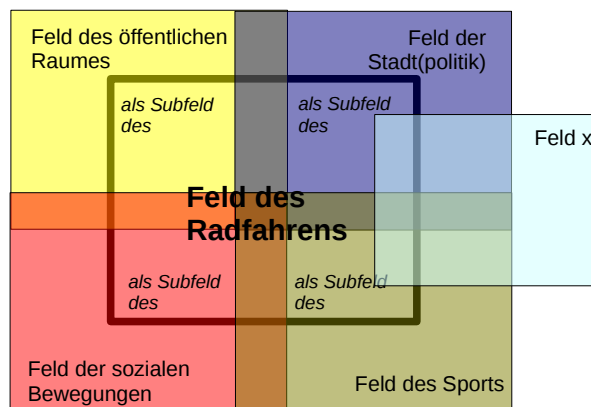 Feld des öffentlichen
Raumes
Feld der
Stadt(politik)
als Subfeld
des
als Subfeld
des
Feld x
Feld des
Radfahrens
als Subfeld
des
als Subfeld
des
Feld der sozialen
Bewegungen
Feld des Sports